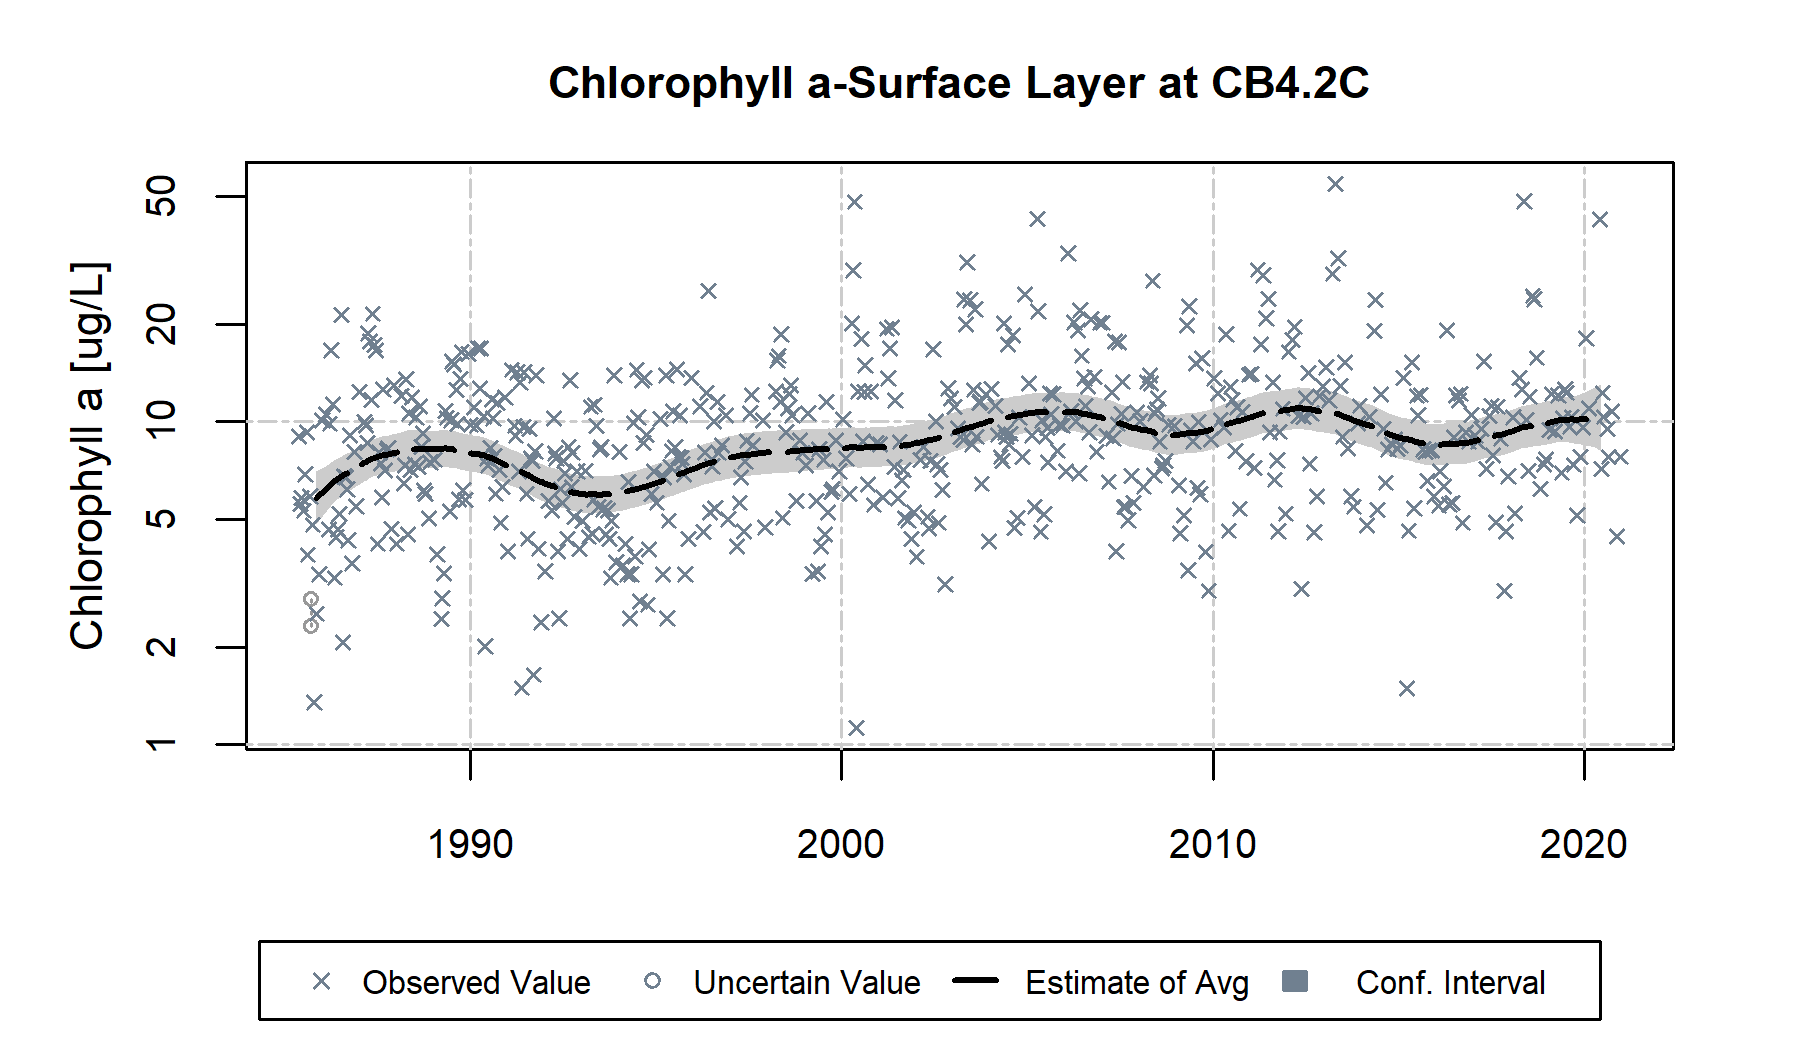 Chlorophyll a-Surface Layer at CB4.2C
Chlorophyll a [ug/L]
50
20
10
5
2
1
1990 2000 2010 2020
Observed Value Uncertain Value Estimate of Avg Conf. Interval